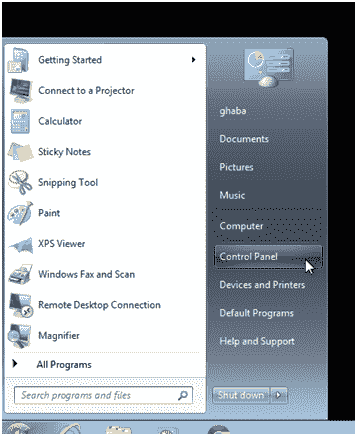 Getting Started
Connect to a Projector
Calculator
Sticky Notes
Snipping Tool
Paint
XPS Viewer
Windows Fax and Scan
Remote Desktop Connection
Magnifier
All Programs
Search programs and files
ghaba
Documents
Pictures
Music
Computer
Control Panel
Devices and Printers
Default Programs
Help and Support
Shut down